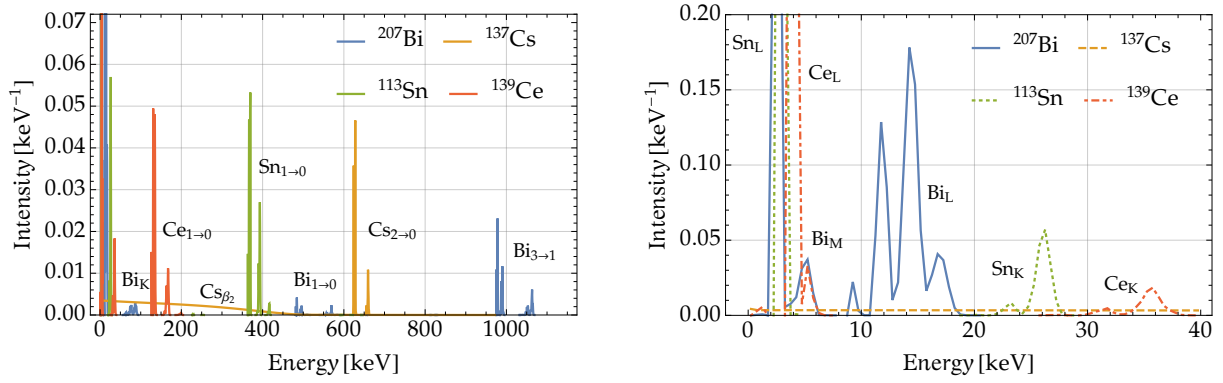 0.07
0.06
0.05
0.04
0.03
0.02
0.01
0.00
Intensity [keV⁻¹]
²⁰⁷Bi
¹³⁷Cs
¹¹³Sn
¹³⁹Ce
Sn₁→₀
Ce₁→₀
Cs₂→₀
Bi₃→₁
Bi_K
Cs_β₂
Bi₁→₀
0 200 400 600 800 1000
Energy [keV]
0.20
0.15
0.10
0.05
0.00
Intensity [keV⁻¹]
²⁰⁷Bi
¹³⁷Cs
¹¹³Sn
¹³⁹Ce
Sn_L
Ce_L
Bi_L
Bi_M
Sn_K
Ce_K
0 10 20 30 40
Energy [keV]